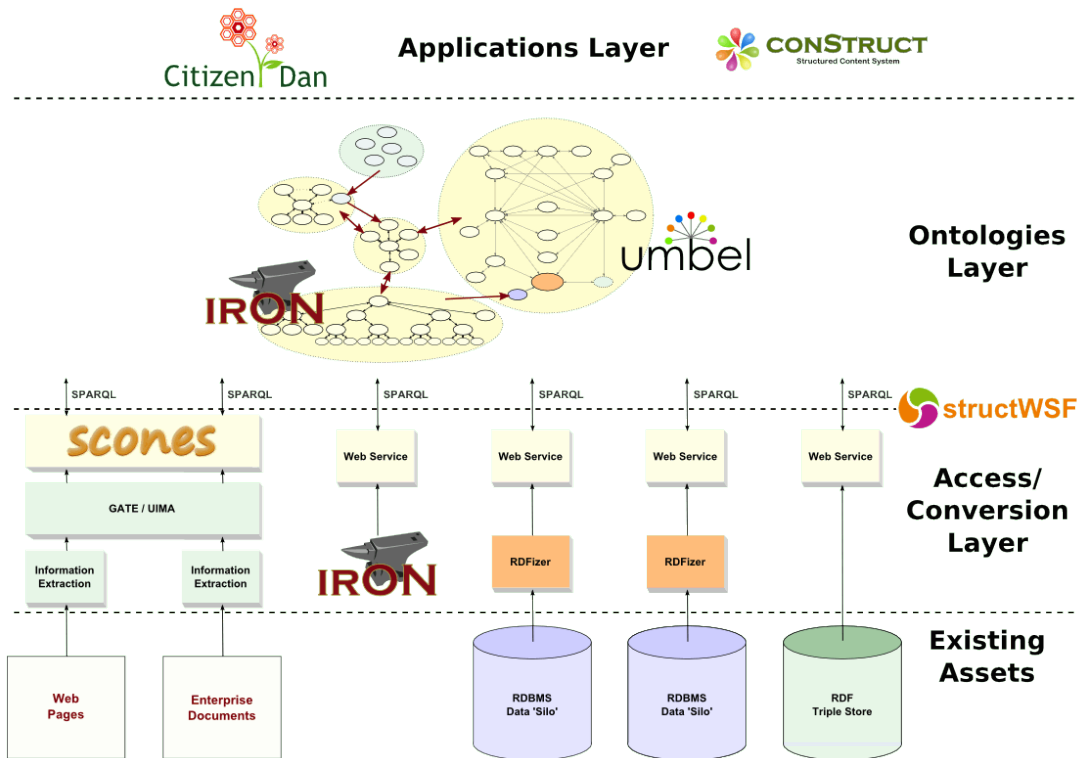 Citizen Dan
Applications Layer
conStruct
Structured Content System
Ontologies
Layer
umbel
IRON
SPARQL SPARQL SPARQL SPARQL SPARQL SPARQL
structWSF
scones
Web Service Web Service Web Service Web Service
Access/
Conversion
Layer
GATE / UIMA
Information
Extraction
Information
Extraction
IRON
RDFizer RDFizer
Existing
Assets
Web
Pages
Enterprise
Documents
RDBMS
Data 'Silo'
RDBMS
Data 'Silo'
RDF
Triple Store